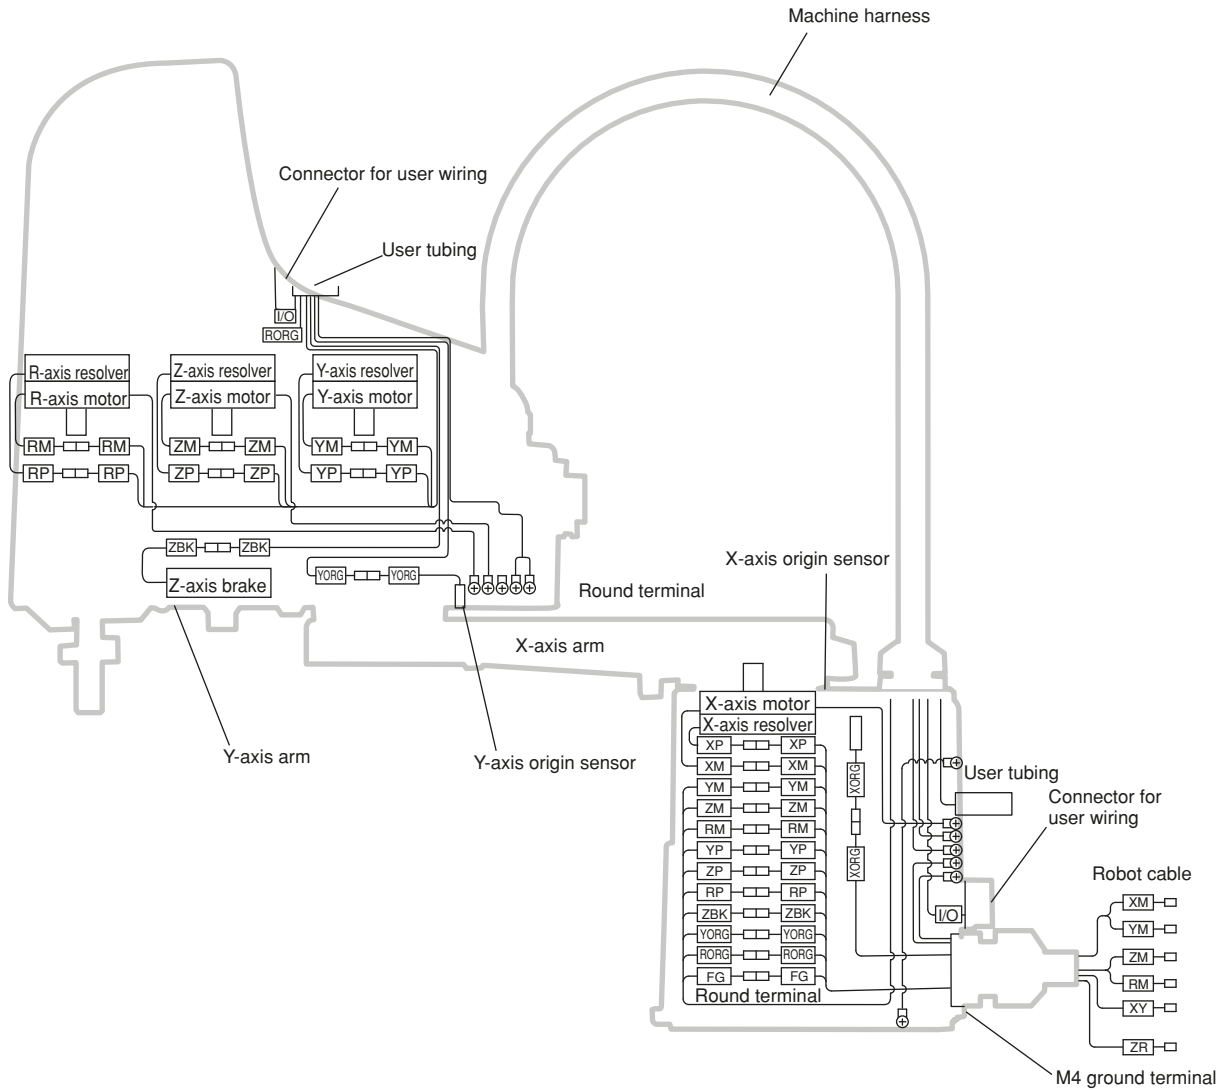 Machine harness
Connector for user wiring
User tubing
I/O
RORG
R-axis resolver
R-axis motor
Z-axis resolver
Z-axis motor
Y-axis resolver
Y-axis motor
RM RM ZM ZM YM YM
RP RP ZP ZP YP YP
ZBK ZBK
Z-axis brake
YORG YORG
Round terminal
X-axis origin sensor
X-axis arm
Y-axis arm
Y-axis origin sensor
X-axis motor
X-axis resolver
XP XP
XM XM
YM YM
ZM ZM
RM RM
YP YP
ZP ZP
RP RP
ZBK ZBK
YORG YORG
RORG RORG
FG FG
Round terminal
XORG
XORG
User tubing
Connector for
user wiring
I/O
Robot cable
XM
YM
ZM
RM
XY
ZR
M4 ground terminal